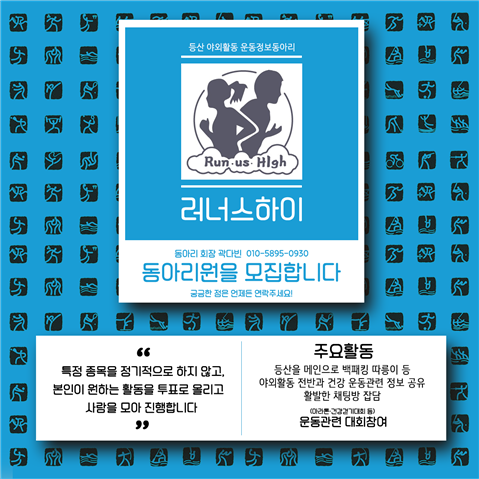 등산 야외활동 운동정보동아리
Run·us·HIgh
러너스하이
동아리 회장 곽다빈 010-5895-0930
동아리원을 모집합니다
궁금한 점은 언제든 연락주세요!
“
특정 종목을 정기적으로 하지 않고,
본인이 원하는 활동을 투표로 올리고
사람을 모아 진행합니다
”
주요활동
등산을 메인으로 백패킹 따릉이 등
야외활동 전반과 건강 운동관련 정보 공유
활발한 채팅방 잡담
(마라톤·건강걷기대회 등)
운동관련 대회참여